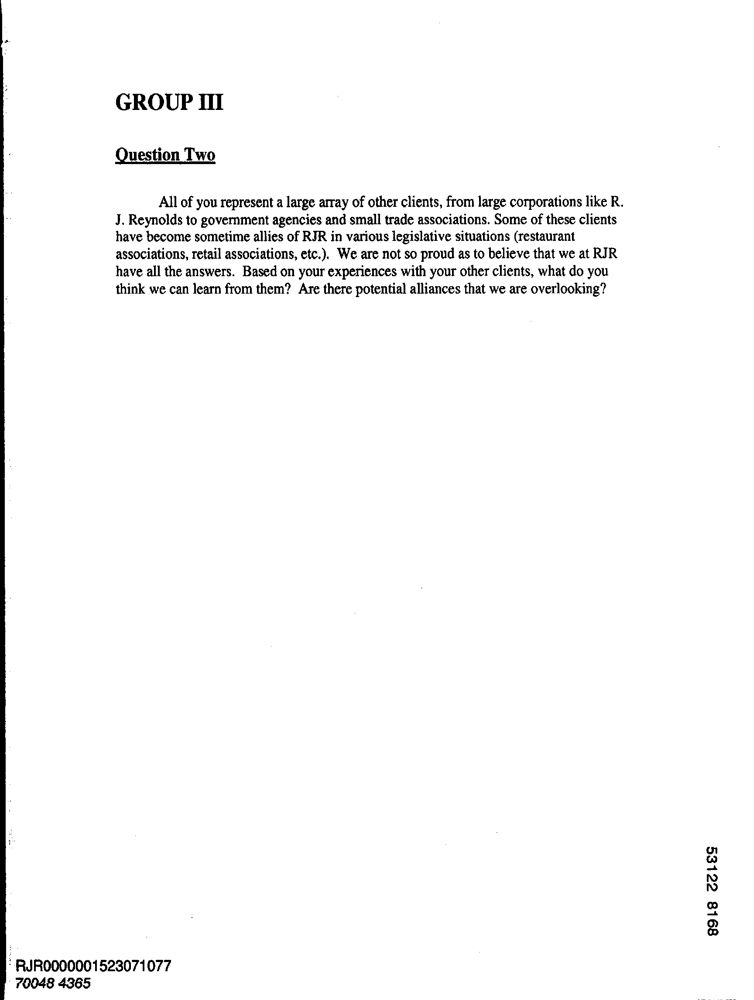 GROUP III
Question Two
All of you represent a large array of other clients, from large corporations like R.
J. Reynolds to government agencies and small trade associations. Some of these clients
have become sometime allies of RJR in various legislative situations (restaurant
associations, retail associations, etc.). We are not so proud as to believe that we at RJR
have all the answers. Based on your experiences with your other clients, what do you
think we can learn from them? Are there potential alliances that we are overlooking?
53122 8168
RJR0000001523071077
70048 4365